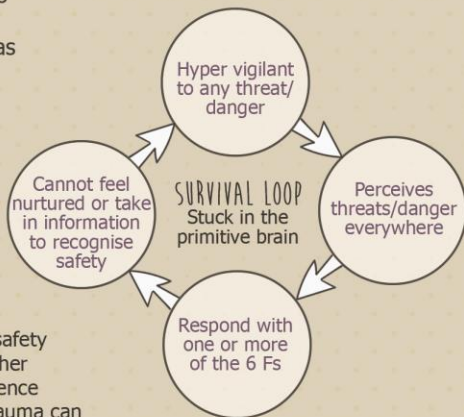 as
Hyper vigilant
to any threat/
danger
Perceives
threats/danger
everywhere
Respond with
one or more
of the 6 Fs
Cannot feel
nurtured or take
in information
to recognise
safety
SURVIVAL LOOP
Stuck in the
primitive brain
safety
her
ence
auma can